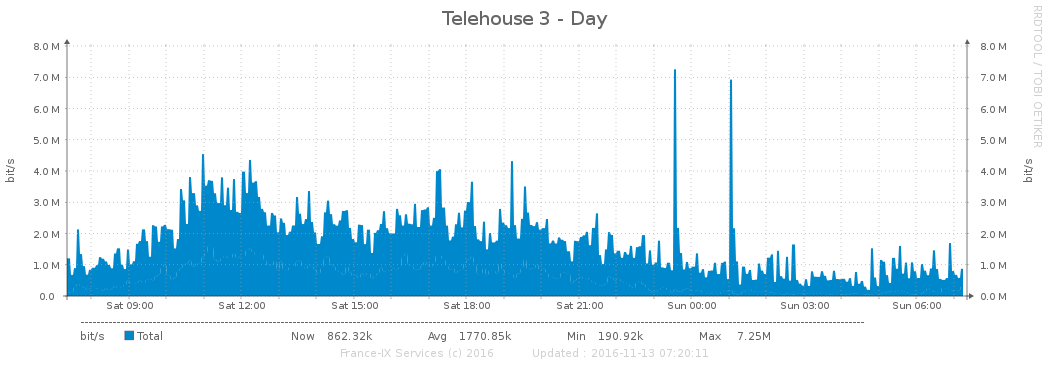 Telehouse 3 - Day
RRDTOOL / TOBI OETIKER
8.0 M 8.0 M
7.0 M 7.0 M
6.0 M 6.0 M
5.0 M 5.0 M
4.0 M 4.0 M
3.0 M 3.0 M
2.0 M 2.0 M
1.0 M 1.0 M
0.0 0.0 M
bit/s
bit/s
Sat 09:00 Sat 12:00 Sat 15:00 Sat 18:00 Sat 21:00 Sun 00:00 Sun 03:00 Sun 06:00
bit/s Total Now 862.32k Avg 1770.85k Min 190.92k Max 7.25M
France-IX Services (c) 2016 Updated : 2016-11-13 07:20:11